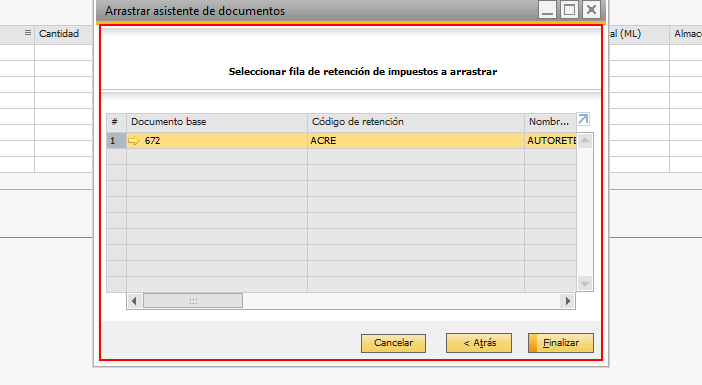 Arrastrar asistente de documentos
Cantidad
al (ML)
Almac
Seleccionar fila de retención de impuestos a arrastrar
# Documento base Código de retención Nombr...
1 672 ACRE AUTORETE
Cancelar < Atrás Finalizar